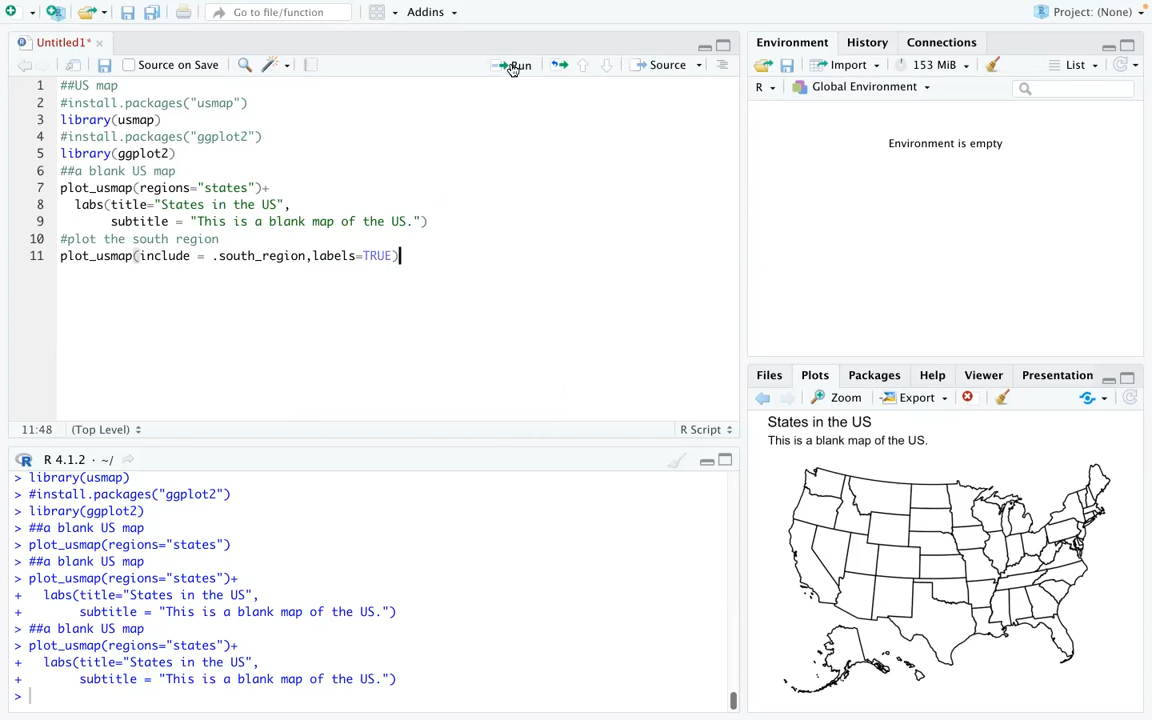 Go to file/function
Addins
Project: (None)
Untitled1*
Source on Save
Run
Source
1 ##US map
2 #install.packages("usmap")
3 library(usmap)
4 #install.packages("ggplot2")
5 library(ggplot2)
6 ##a blank US map
7 plot_usmap(regions="states")+
8 labs(title="States in the US",
9 subtitle = "This is a blank map of the US.")
10 #plot the south region
11 plot_usmap(include = .south_region,labels=TRUE)
11:48 (Top Level) R Script
R 4.1.2 · ~/
> library(usmap)
> #install.packages("ggplot2")
> library(ggplot2)
> ##a blank US map
> plot_usmap(regions="states")
> ##a blank US map
> plot_usmap(regions="states")+
+ labs(title="States in the US",
+ subtitle = "This is a blank map of the US.")
> ##a blank US map
> plot_usmap(regions="states")+
+ labs(title="States in the US",
+ subtitle = "This is a blank map of the US.")
>
Environment History Connections
Import 153 MiB List
R Global Environment
Environment is empty
Files Plots Packages Help Viewer Presentation
Zoom Export
States in the US
This is a blank map of the US.